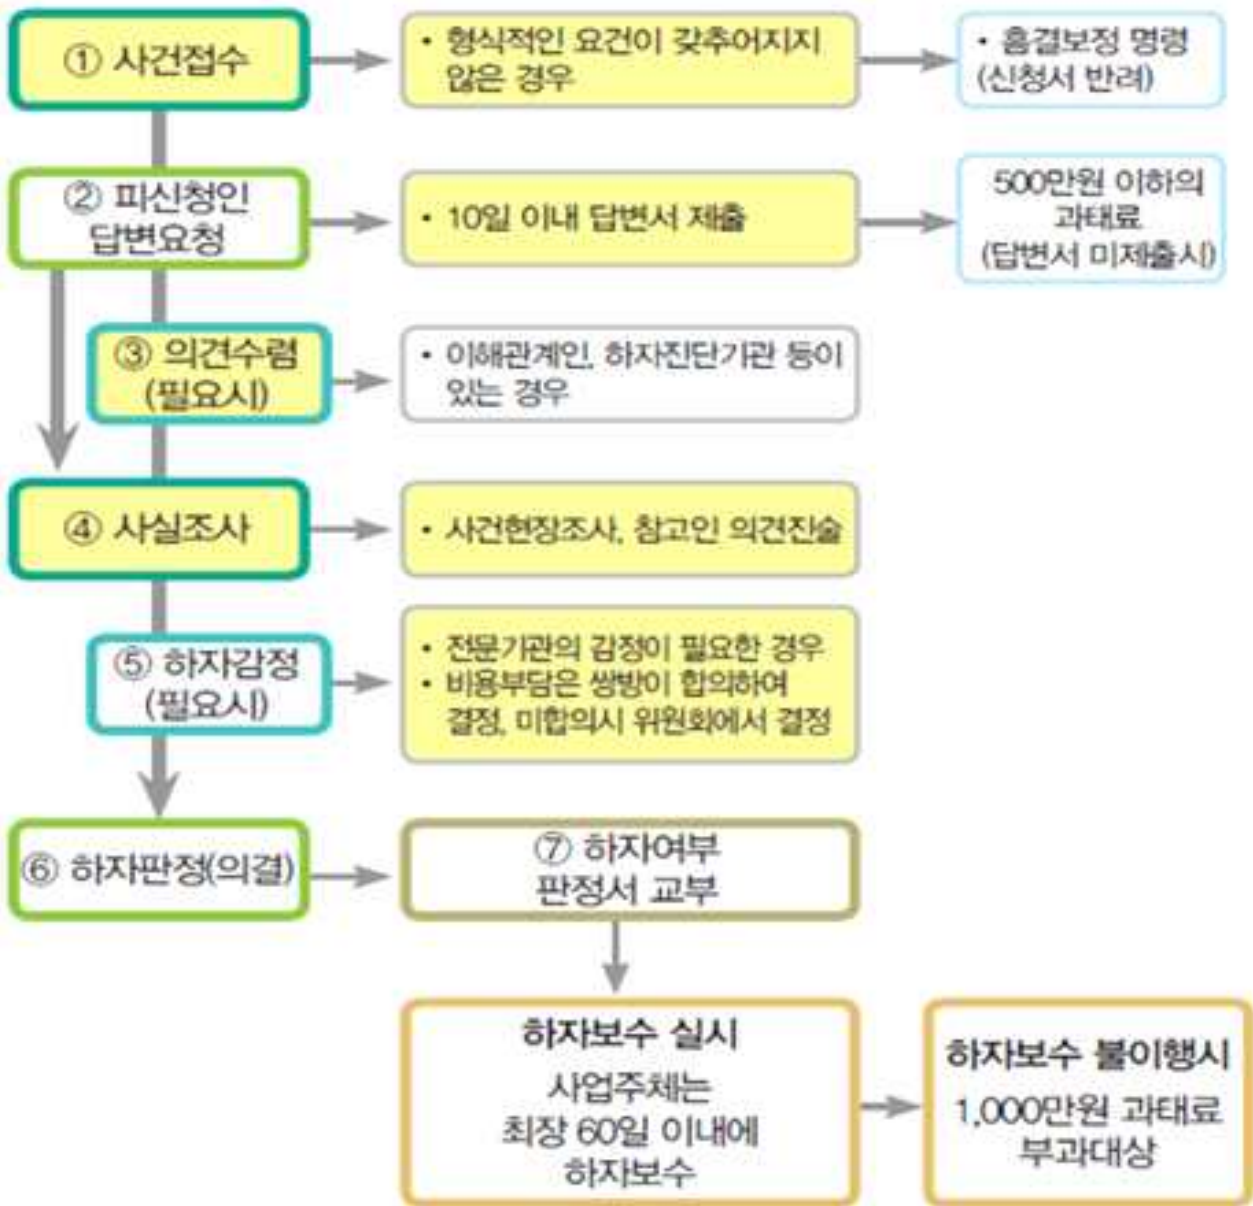 ① 사건접수
• 형식적인 요건이 갖추어지지
않은 경우
• 흠결보정 명령
(신청서 반려)
② 피신청인
답변요청
• 10일 이내 답변서 제출
500만원 이하의
과태료
(답변서 미제출시)
③ 의견수렴
(필요시)
• 이해관계인, 하자진단기관 등이
있는 경우
④ 사실조사
• 사건현장조사, 참고인 의견진술
⑤ 하자감정
(필요시)
• 전문기관의 감정이 필요한 경우
• 비용부담은 쌍방이 합의하여
결정, 미합의시 위원회에서 결정
⑥ 하자판정(의결)
⑦ 하자여부
판정서 교부
하자보수 실시
사업주체는
최장 60일 이내에
하자보수
하자보수 불이행시
1,000만원 과태료
부과대상